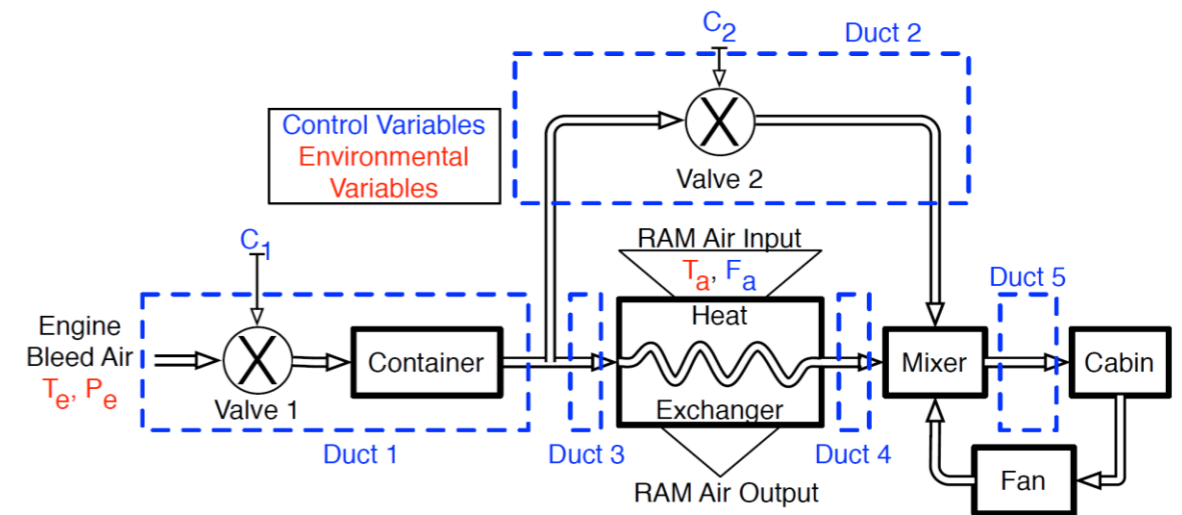 C2
Duct 2
Control Variables
Environmental
Variables
Valve 2
C1
RAM Air Input
Ta, Fa
Duct 5
Engine
Bleed Air
Te, Pe
Container
Heat
Exchanger
Mixer
Cabin
Valve 1
Duct 1
Duct 3
Duct 4
Fan
RAM Air Output